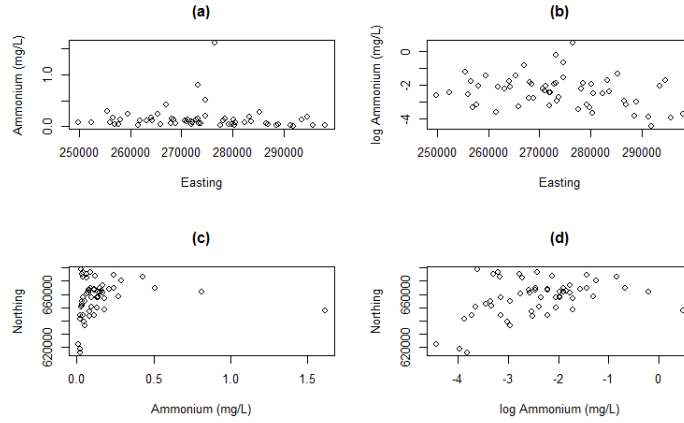 (a)
Ammonium (mg/L)
1.0
0.0
250000 260000 270000 280000 290000
Easting
(b)
log Ammonium (mg/L)
0
-2
-4
250000 260000 270000 280000 290000
Easting
(c)
Northing
660000
620000
0.0 0.5 1.0 1.5
Ammonium (mg/L)
(d)
Northing
660000
620000
-4 -3 -2 -1 0
log Ammonium (mg/L)